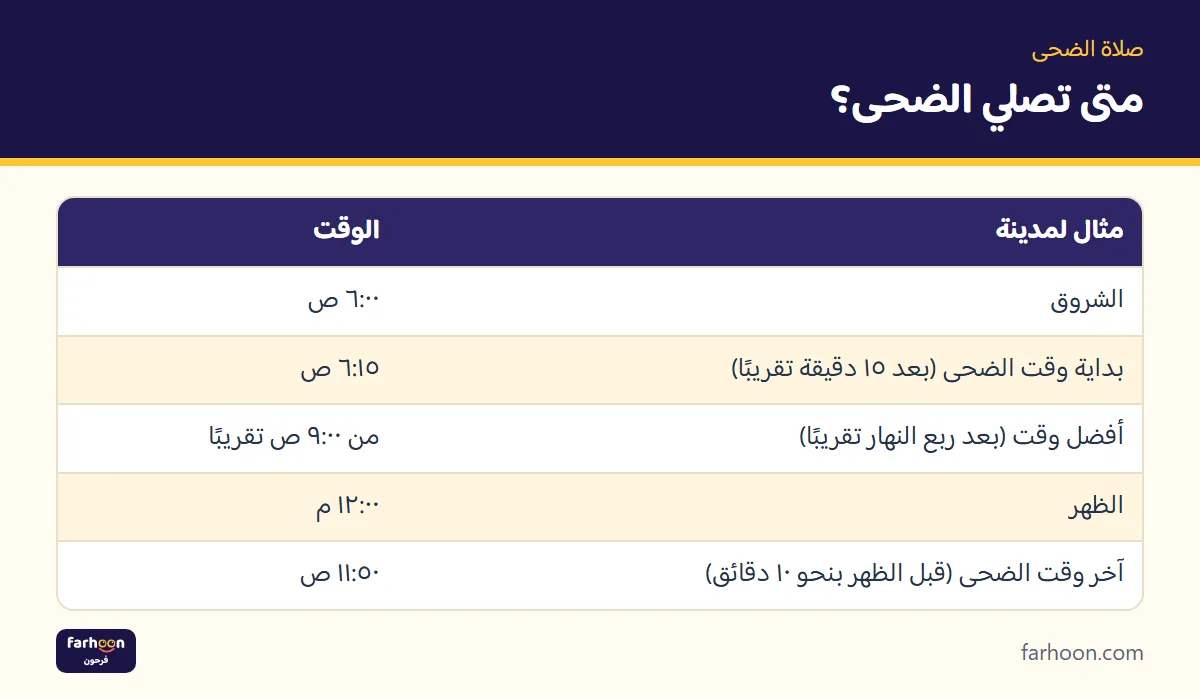 صلاة الضحى
متى تصلي الضحى؟
مثال لمدينة الوقت
الشروق ٦:٠٠ ص
بداية وقت الضحى (بعد ١٥ دقيقة تقريبًا) ٦:١٥ ص
أفضل وقت (بعد ربع النهار تقريبًا) من ٩:٠٠ ص تقريبًا
الظهر ١٢:٠٠ م
آخر وقت الضحى (قبل الظهر بنحو ١٠ دقائق) ١١:٥٠ ص
farhoon.com
farhoon
فرحون